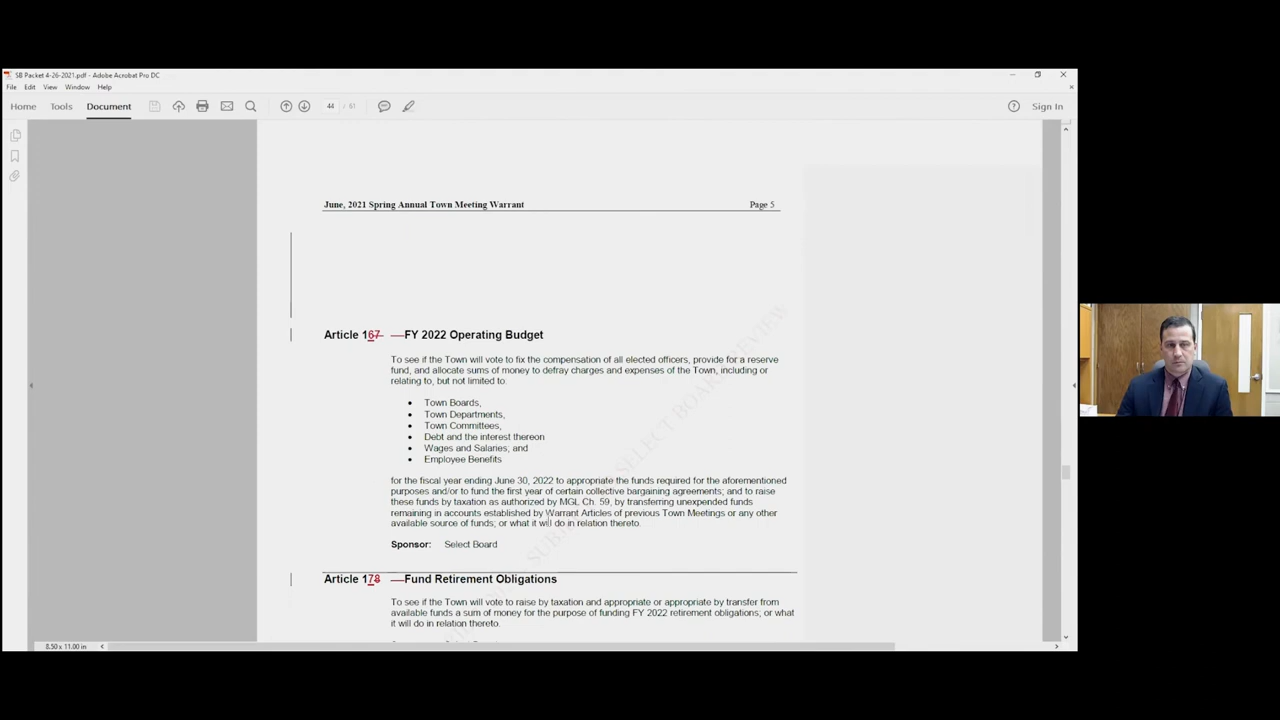 SB Packet 4-26-2021.pdf - Adobe Acrobat Pro DC
File Edit View Window Help
Home Tools Document 44 / 51 Sign In
June, 2021 Spring Annual Town Meeting Warrant Page 5
Article 167 —FY 2022 Operating Budget
To see if the Town will vote to fix the compensation of all elected officers, provide for a reserve
fund, and allocate sums of money to defray charges and expenses of the Town, including or
relating to, but not limited to
• Town Boards,
• Town Departments,
• Town Committees,
• Debt and the interest thereon
• Wages and Salaries; and
• Employee Benefits
for the fiscal year ending June 30, 2022 to appropriate the funds required for the aforementioned
purposes and/or to fund the first year of certain collective bargaining agreements; and to raise
these funds by taxation as authorized by MGL Ch. 59, by transferring unexpended funds
remaining in accounts established by Warrant Articles of previous Town Meetings or any other
available source of funds; or what it will do in relation thereto.
Sponsor: Select Board
Article 178 —Fund Retirement Obligations
To see if the Town will vote to raise by taxation and appropriate or appropriate by transfer from
available funds a sum of money for the purpose of funding FY 2022 retirement obligations; or what
it will do in relation thereto.
8.50 x 11.00 in